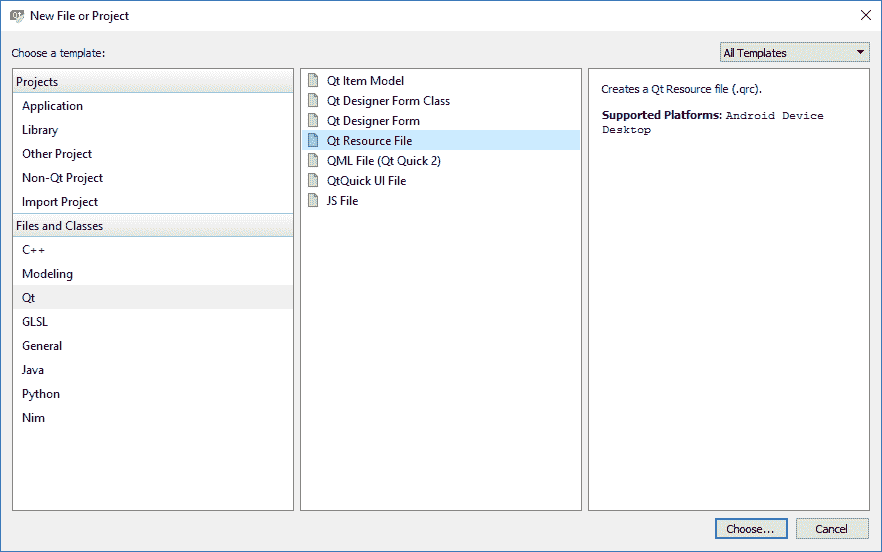 New File or Project
Choose a template:
All Templates
Projects
Application
Library
Other Project
Non-Qt Project
Import Project
Files and Classes
C++
Modeling
Qt
GLSL
General
Java
Python
Nim
Qt Item Model
Qt Designer Form Class
Qt Designer Form
Qt Resource File
QML File (Qt Quick 2)
QtQuick UI File
JS File
Creates a Qt Resource file (.qrc).
Supported Platforms: Android Device
Desktop
Choose...
Cancel